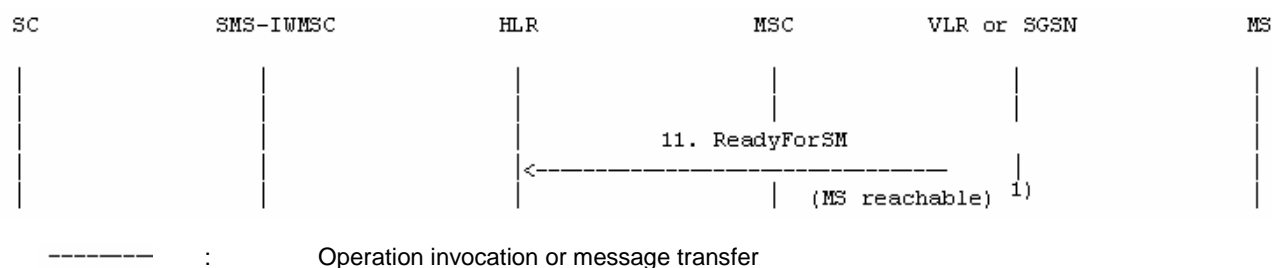 SC SMS-IWMSC HLR MSC VLR or SGSN MS
11. ReadyForSM
(MS reachable) 1)
: Operation invocation or message transfer